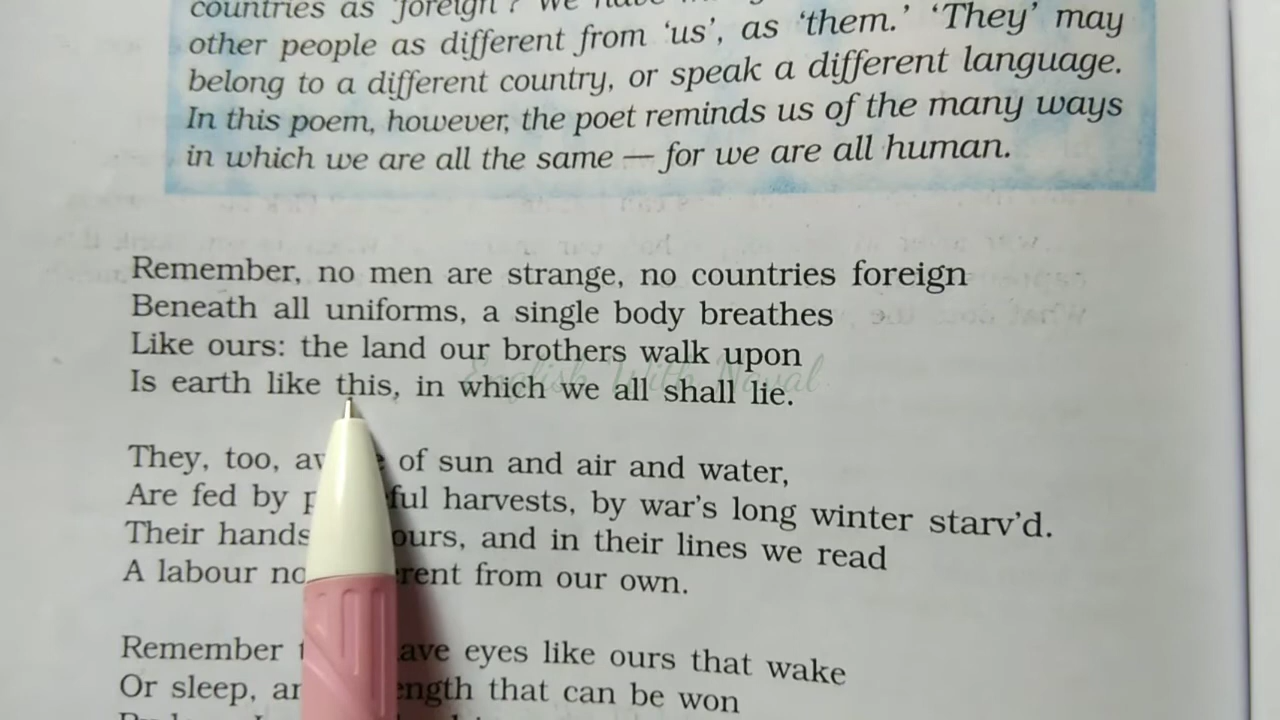 countries as 'foreign'? We have
other people as different from 'us', as 'them.' 'They' may
belong to a different country, or speak a different language.
In this poem, however, the poet reminds us of the many ways
in which we are all the same — for we are all human.
Remember, no men are strange, no countries foreign
Beneath all uniforms, a single body breathes
Like ours: the land our brothers walk upon
Is earth like this, in which we all shall lie.
English With Nayal
They, too, of sun and air and water,
Are fed by harvests, by war's long winter starv'd.
Their hands ours, and in their lines we read
A labour from our own.
Remember eyes like ours that wake
Or sleep, that can be won